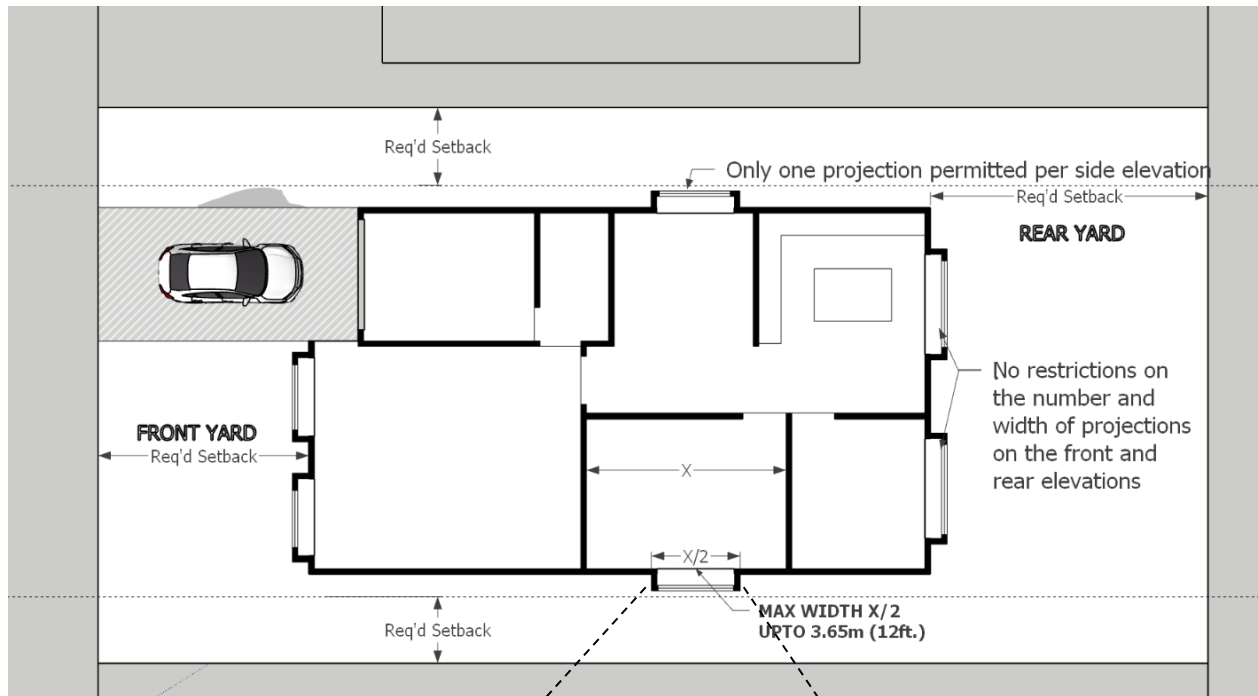 Req'd Setback
Only one projection permitted per side elevation
Req'd Setback
REAR YARD
No restrictions on
the number and
width of projections
on the front and
rear elevations
FRONT YARD
Req'd Setback
X
X/2
MAX WIDTH X/2
UPTO 3.65m (12ft.)
Req'd Setback